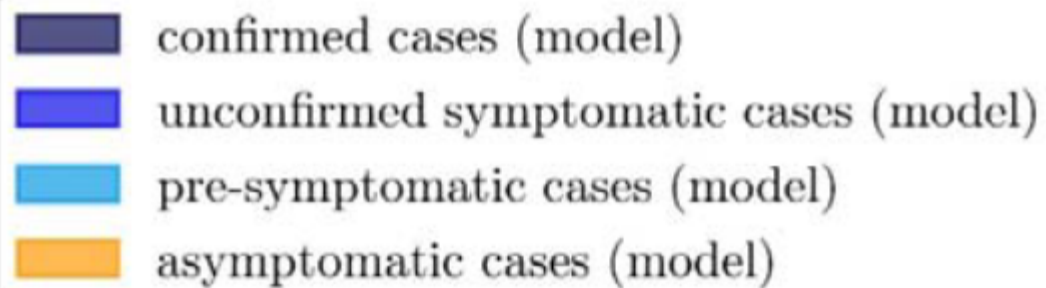 confirmed cases (model)
unconfirmed symptomatic cases (model)
pre-symptomatic cases (model)
asymptomatic cases (model)